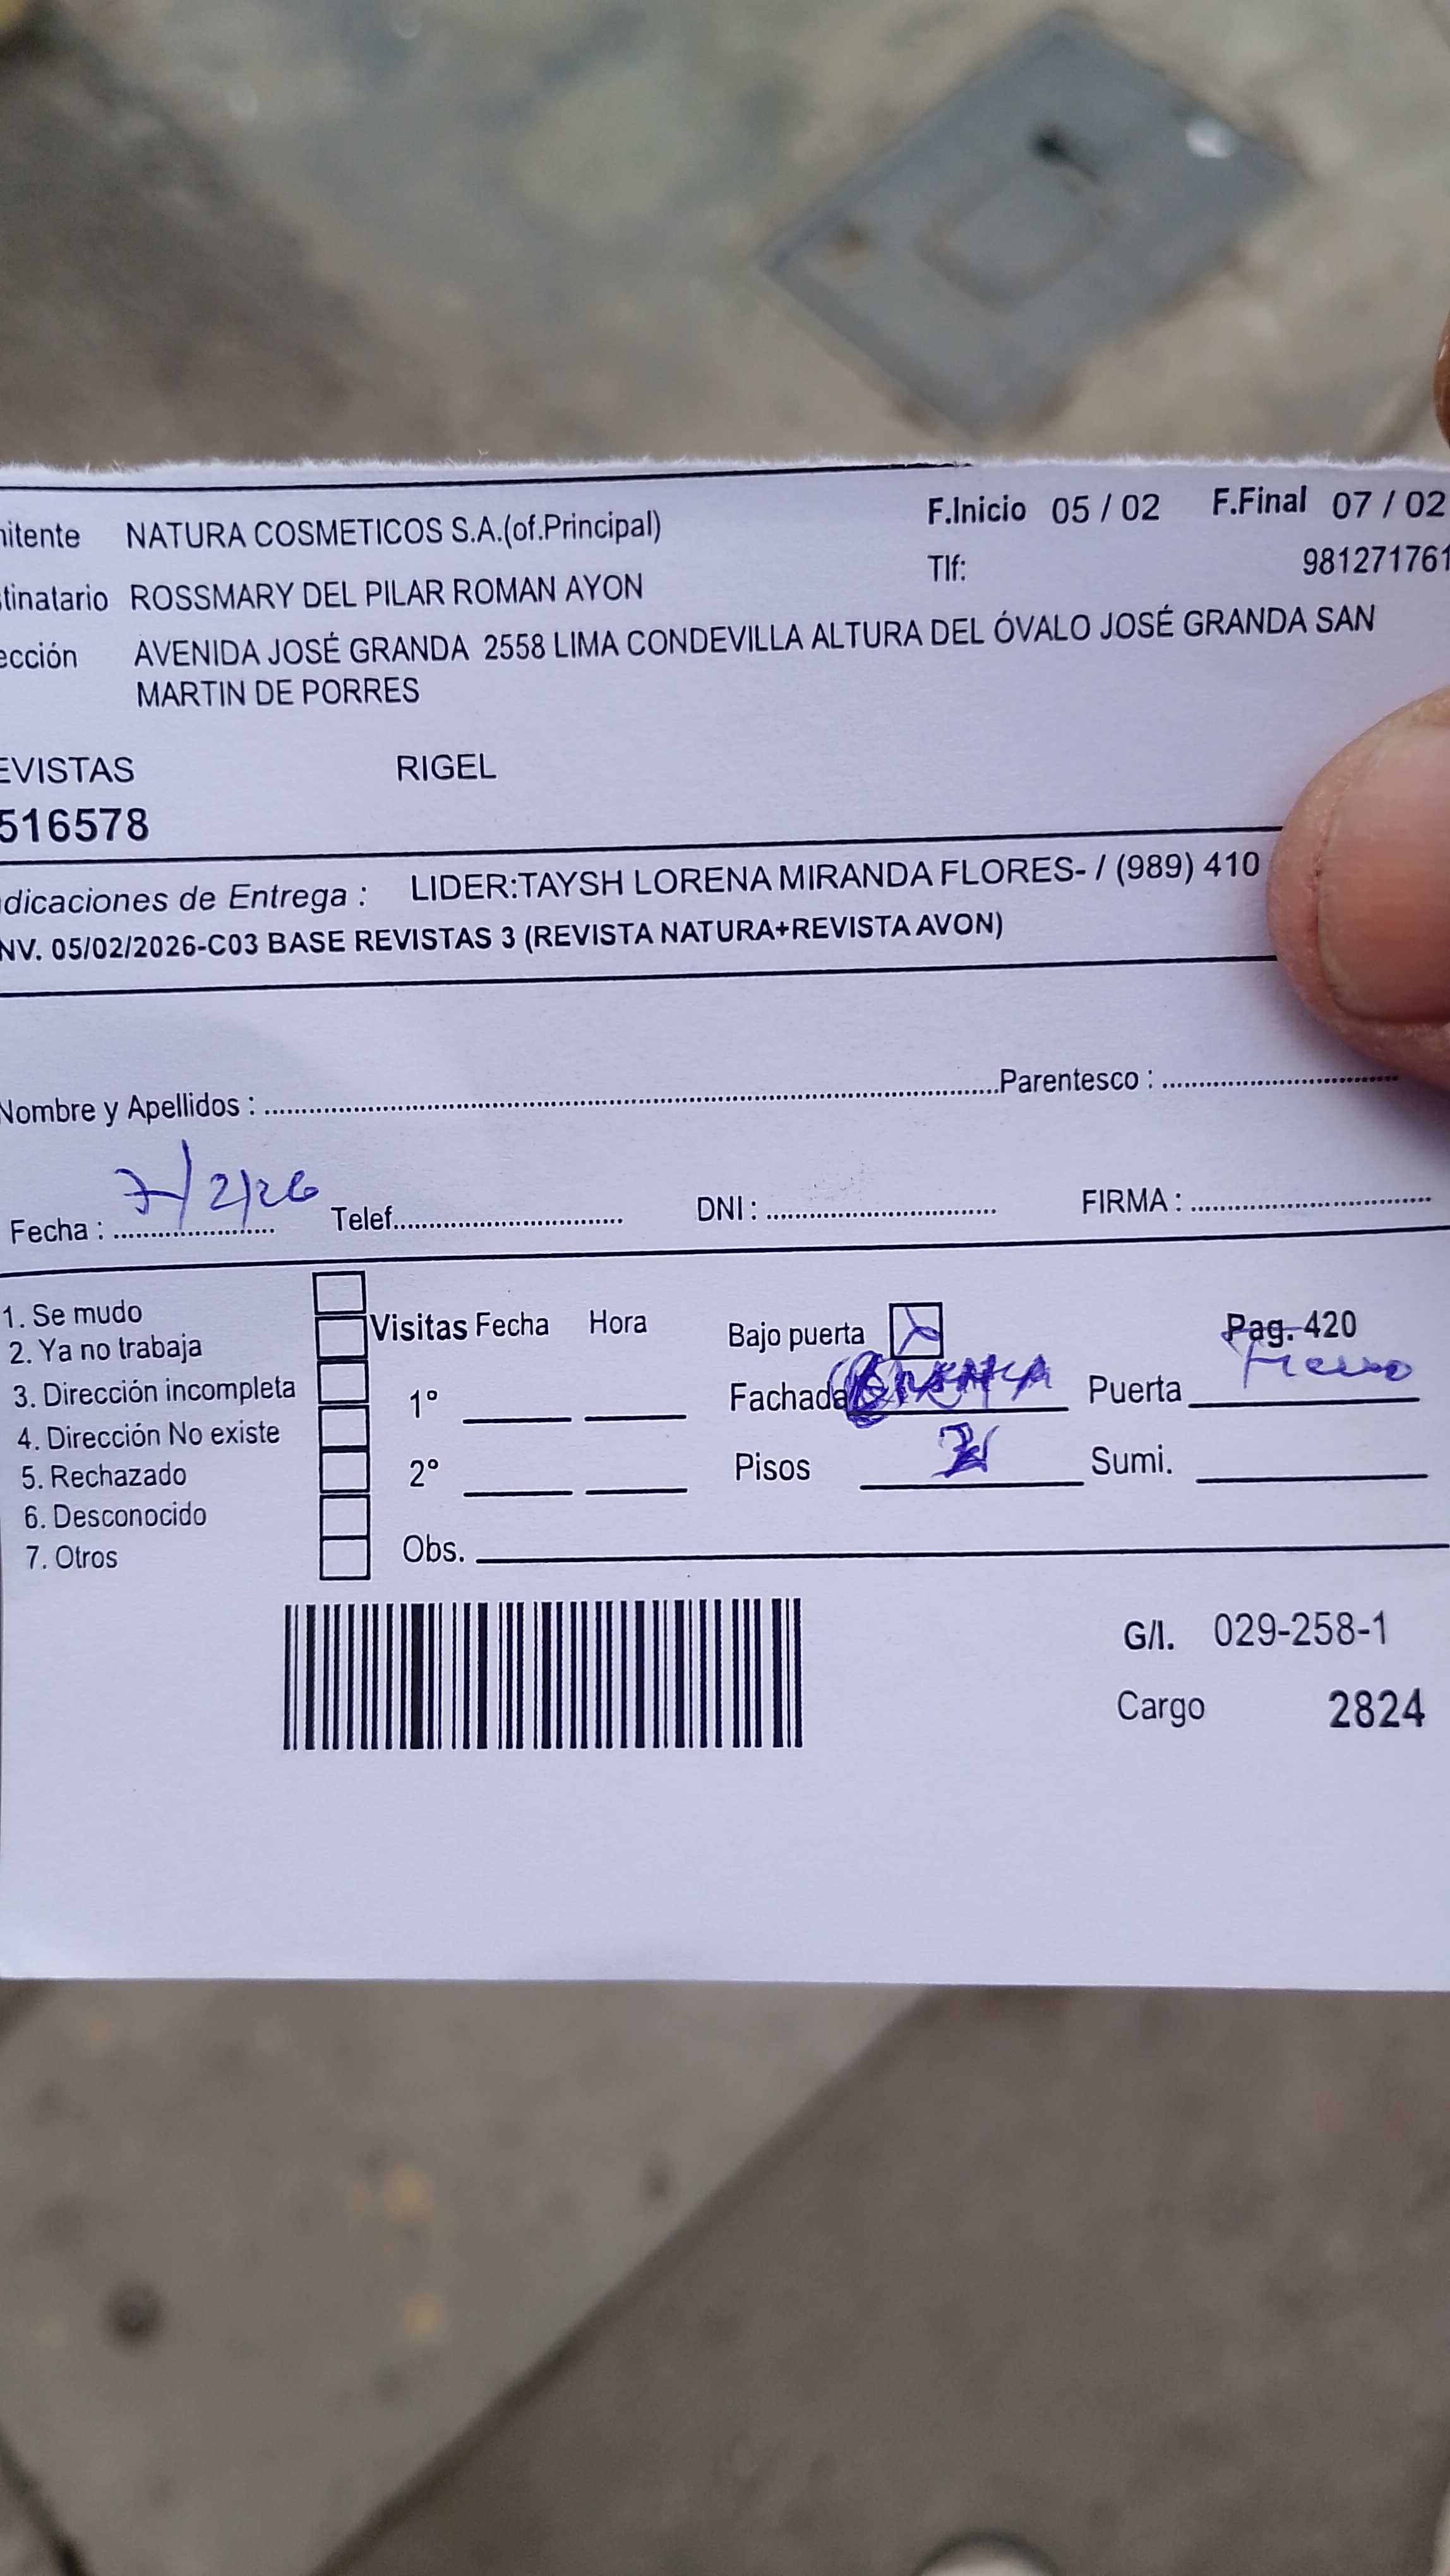 mitente NATURA COSMETICOS S.A.(of.Principal) F.Inicio 05 / 02 F.Final 07 / 02
tinatario ROSSMARY DEL PILAR ROMAN AYON Tlf: 981271761
ección AVENIDA JOSÉ GRANDA 2558 LIMA CONDEVILLA ALTURA DEL ÓVALO JOSÉ GRANDA SAN
MARTIN DE PORRES
EVISTAS RIGEL
516578
dicaciones de Entrega : LIDER:TAYSH LORENA MIRANDA FLORES- / (989) 410
NV. 05/02/2026-C03 BASE REVISTAS 3 (REVISTA NATURA+REVISTA AVON)
Nombre y Apellidos : Parentesco :
Fecha : 7/2/26 Telef. DNI : FIRMA :
1. Se mudo
2. Ya no trabaja
3. Dirección incompleta
4. Dirección No existe
5. Rechazado
6. Desconocido
7. Otros
Visitas Fecha Hora
1º
2º
Obs.
Bajo puerta Pag. 420
Fachada Puerta Fierro
Pisos Sumi.
G/I. 029-258-1
Cargo 2824